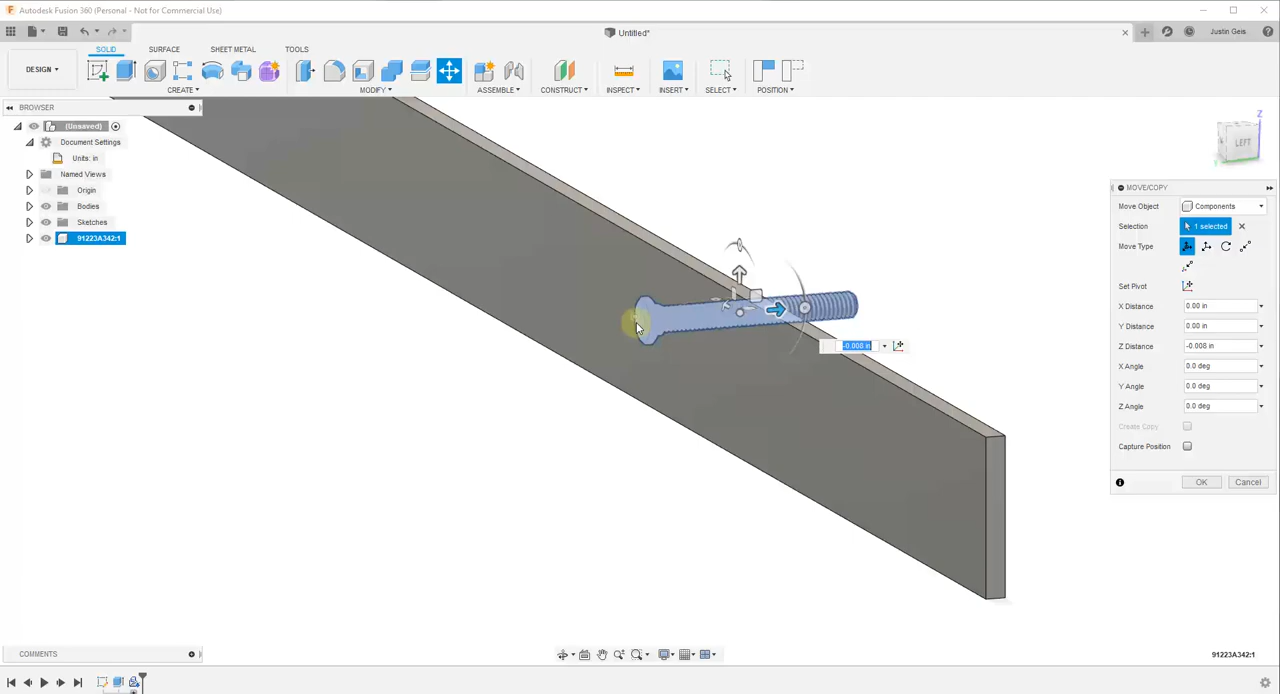 Autodesk Fusion 360 (Personal - Not for Commercial Use)
Untitled*
Justin Geis
SOLID SURFACE SHEET METAL TOOLS
DESIGN
CREATE MODIFY ASSEMBLE CONSTRUCT INSPECT INSERT SELECT POSITION
BROWSER
(Unsaved)
Document Settings
Units: in
Named Views
Origin
Bodies
Sketches
91223A342:1
Z
LEFT
MOVE/COPY
Move Object Components
Selection 1 selected
Move Type
Set Pivot
X Distance 0.00 in
Y Distance 0.00 in
Z Distance -0.008 in
X Angle 0.0 deg
Y Angle 0.0 deg
Z Angle 0.0 deg
Create Copy
Capture Position
OK Cancel
-0.008 in
COMMENTS
91223A342:1